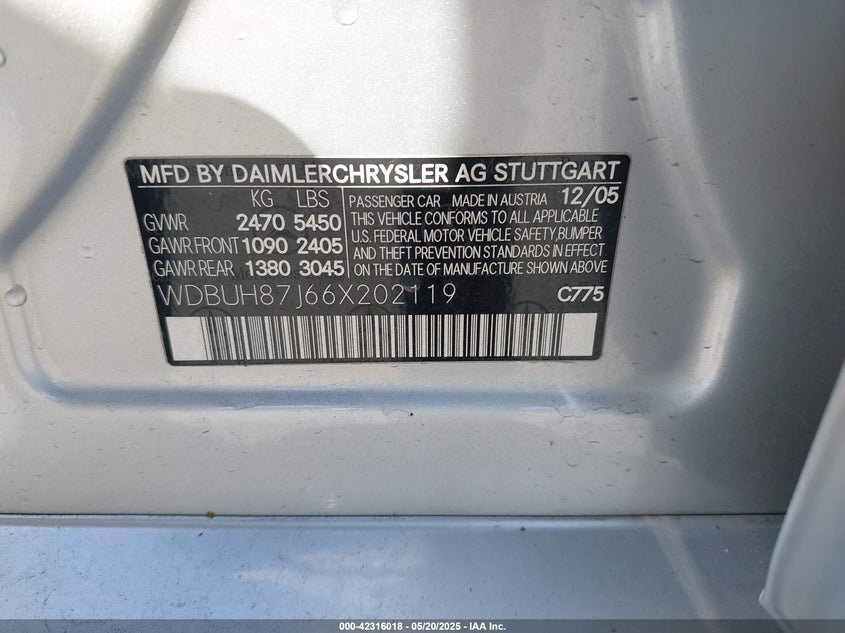 MFD BY DAIMLERCHRYSLER AG STUTTGART
KG LBS
GVWR 2470 5450
GAWR FRONT 1090 2405
GAWR REAR 1380 3045
PASSENGER CAR MADE IN AUSTRIA 12/05
THIS VEHICLE CONFORMS TO ALL APPLICABLE
U.S. FEDERAL MOTOR VEHICLE SAFETY,BUMPER
AND THEFT PREVENTION STANDARDS IN EFFECT
ON THE DATE OF MANUFACTURE SHOWN ABOVE
WDBUH87J66X202119 C775
000-42316018 - 05/20/2025 - IAA Inc.